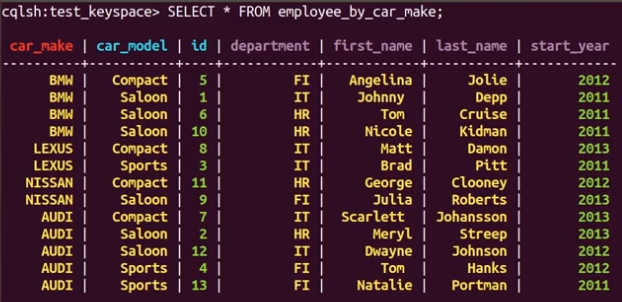 cqlsh:test_keyspace> SELECT * FROM employee_by_car_make;
car_make | car_model | id | department | first_name | last_name | start_year
----------+-----------+----+------------+------------+-----------+------------
BMW | Compact | 5 | FI | Angelina | Jolie | 2012
BMW | Saloon | 1 | IT | Johnny | Depp | 2011
BMW | Saloon | 6 | HR | Tom | Cruise | 2011
BMW | Saloon | 10 | HR | Nicole | Kidman | 2011
LEXUS | Compact | 8 | IT | Matt | Damon | 2013
LEXUS | Sports | 3 | IT | Brad | Pitt | 2011
NISSAN | Compact | 11 | HR | George | Clooney | 2012
NISSAN | Saloon | 9 | FI | Julia | Roberts | 2013
AUDI | Compact | 7 | IT | Scarlett | Johansson | 2013
AUDI | Saloon | 2 | HR | Meryl | Streep | 2013
AUDI | Saloon | 12 | IT | Dwayne | Johnson | 2012
AUDI | Sports | 4 | FI | Tom | Hanks | 2012
AUDI | Sports | 13 | FI | Natalie | Portman | 2011